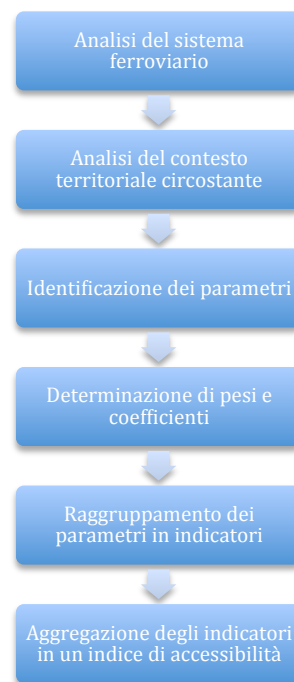 Analisi del sistema
ferroviario
Analisi del contesto
territoriale circostante
Identificazione dei parametri
Determinazione di pesi e
coefficienti
Raggruppamento dei
parametri in indicatori
Aggregazione degli indicatori
in un indice di accessibilità